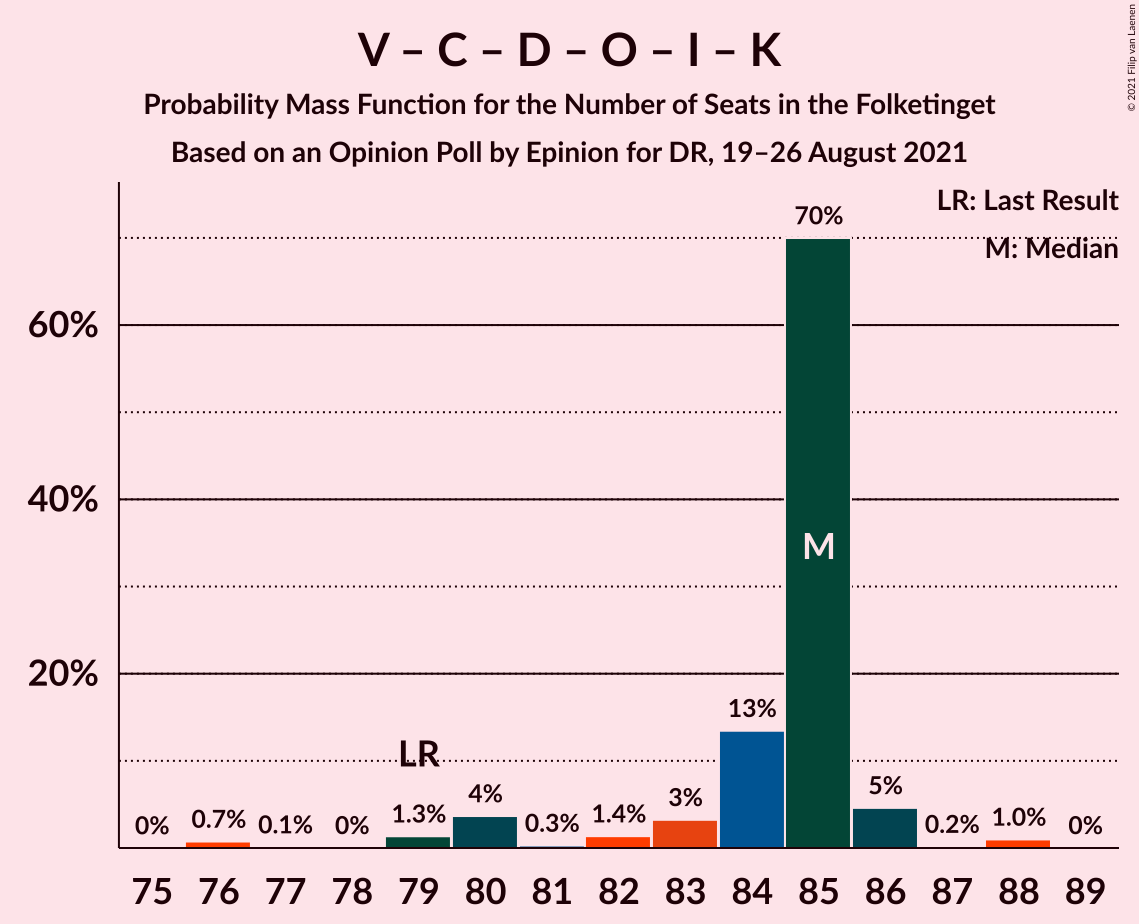 V – C – D – O – I – K
Probability Mass Function for the Number of Seats in the Folketinget
Based on an Opinion Poll by Epinion for DR, 19–26 August 2021
© 2021 Filip van Laenen
LR: Last Result
M: Median
70%
60%
40%
M
20%
13%
LR
5%
4%
3%
1.3%
1.4%
1.0%
0%
0.7%
0.1%
0%
0.3%
0.2%
0%
75 76 77 78 79 80 81 82 83 84 85 86 87 88 89